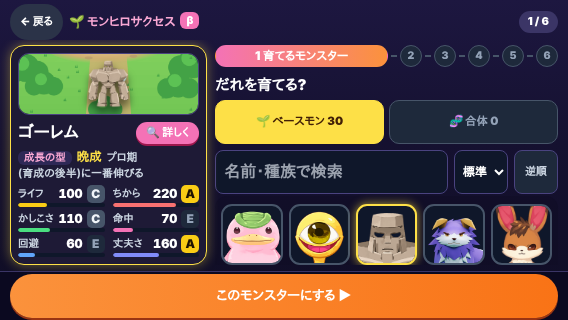 ← 戻る
🌱 モンヒロサクセス β
1 / 6
ゴーレム
🔍 詳しく
成長の型 晩成 プロ期
(育成の後半)に一番伸びる
ライフ 100 C ちから 220 A
かしこさ 110 C 命中 70 E
回避 60 E 丈夫さ 160 A
1 育てるモンスター 2 3 4 5 6
だれを育てる?
🌱 ベースモン 30
🧬 合体 0
名前・種族で検索
標準
逆順
このモンスターにする ▶